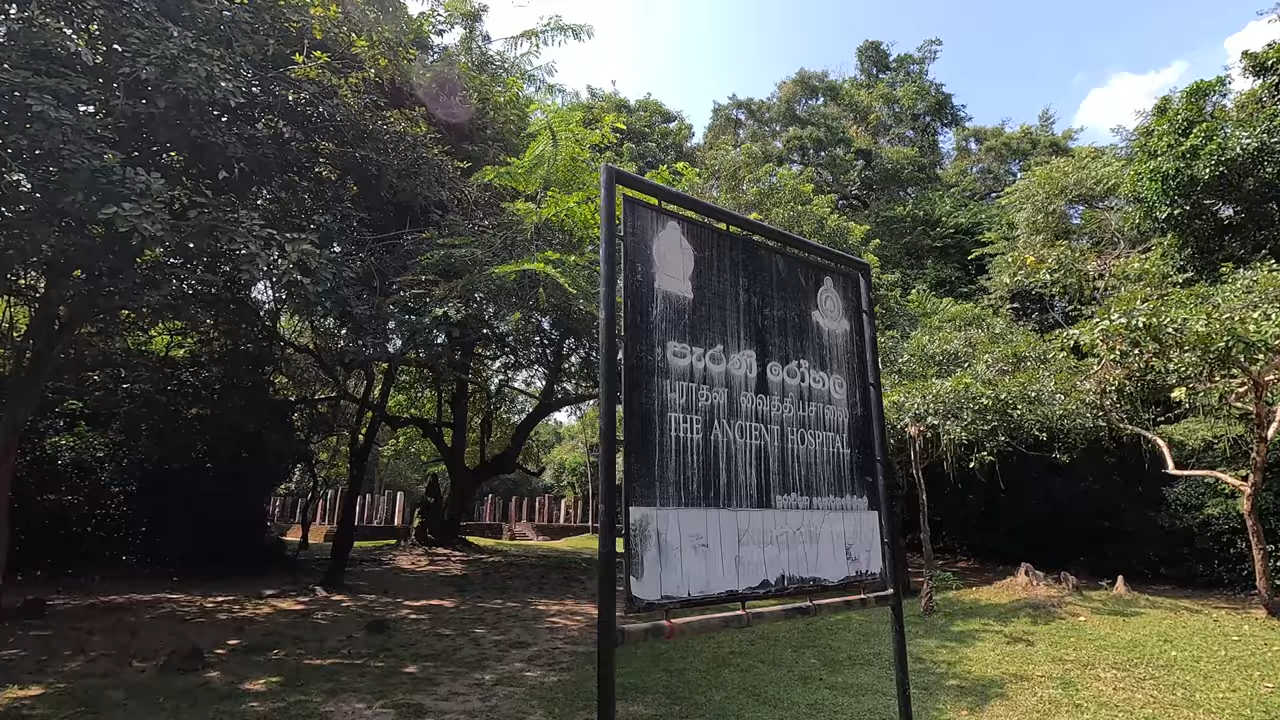 පැරණි රෝහල
புராதன வைத்தியசாலை
THE ANCIENT HOSPITAL